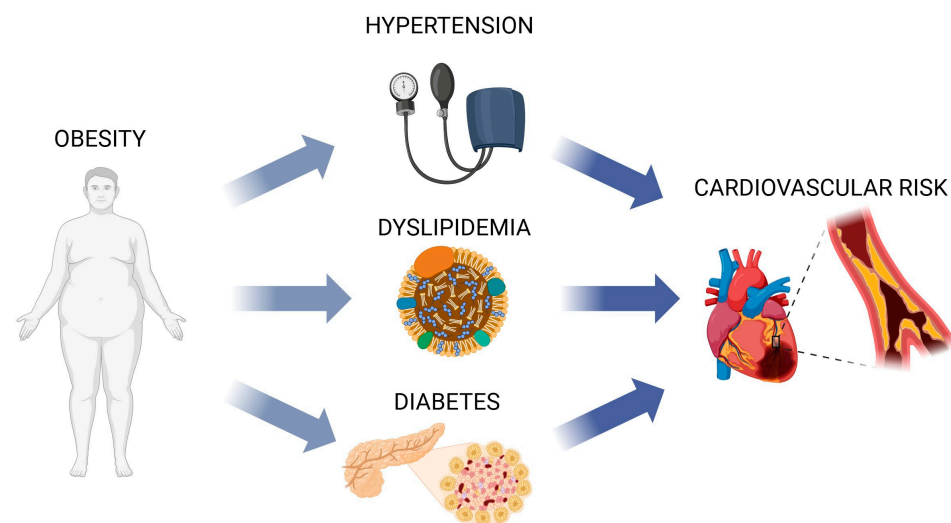 HYPERTENSION
OBESITY
CARDIOVASCULAR RISK
DYSLIPIDEMIA
DIABETES